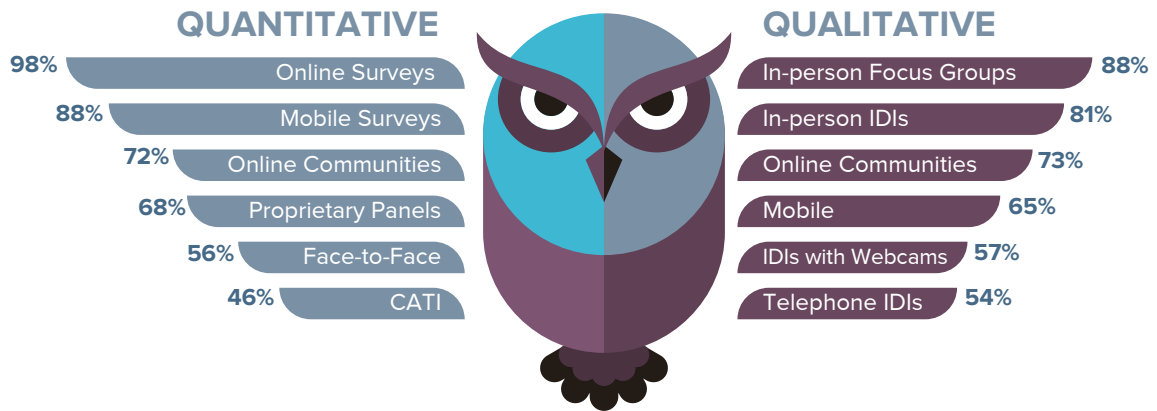 QUANTITATIVE
98% Online Surveys
88% Mobile Surveys
72% Online Communities
68% Proprietary Panels
56% Face-to-Face
46% CATI
QUALITATIVE
In-person Focus Groups 88%
In-person IDIs 81%
Online Communities 73%
Mobile 65%
IDIs with Webcams 57%
Telephone IDIs 54%